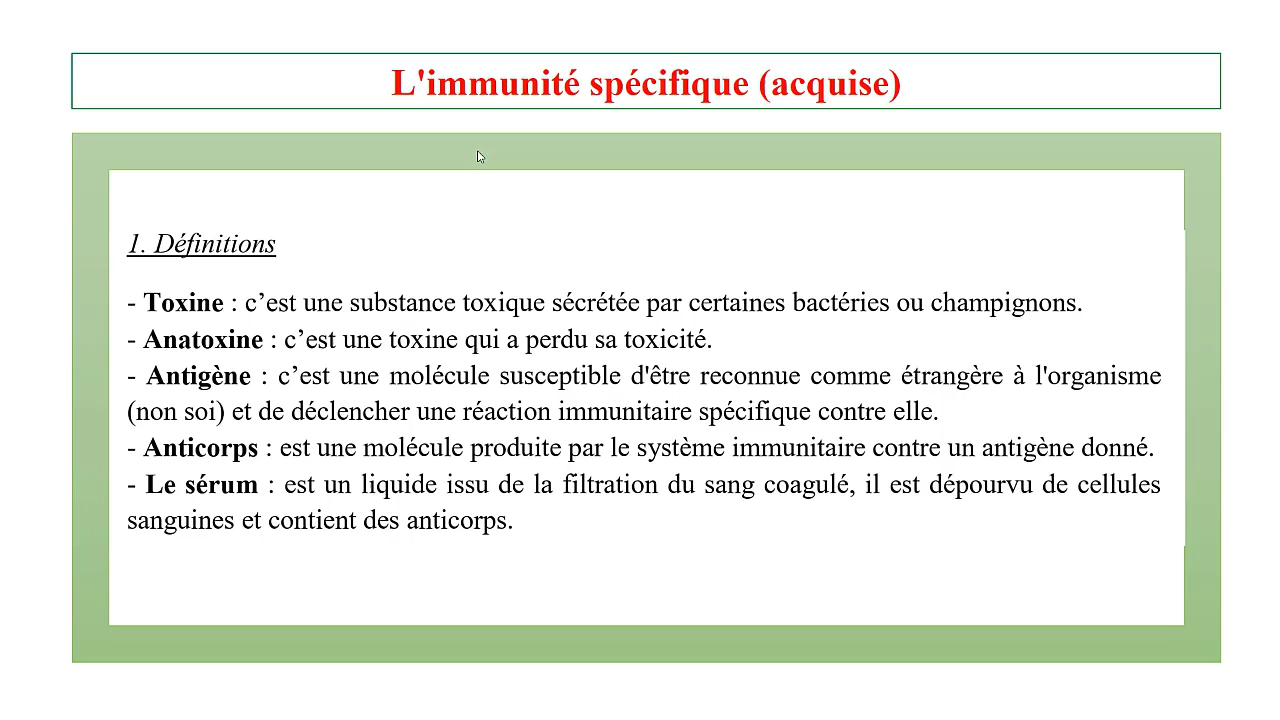 L'immunité spécifique (acquise)
1. Définitions
- Toxine : c’est une substance toxique sécrétée par certaines bactéries ou champignons.
- Anatoxine : c’est une toxine qui a perdu sa toxicité.
- Antigène : c’est une molécule susceptible d'être reconnue comme étrangère à l'organisme
(non soi) et de déclencher une réaction immunitaire spécifique contre elle.
- Anticorps : est une molécule produite par le système immunitaire contre un antigène donné.
- Le sérum : est un liquide issu de la filtration du sang coagulé, il est dépourvu de cellules
sanguines et contient des anticorps.